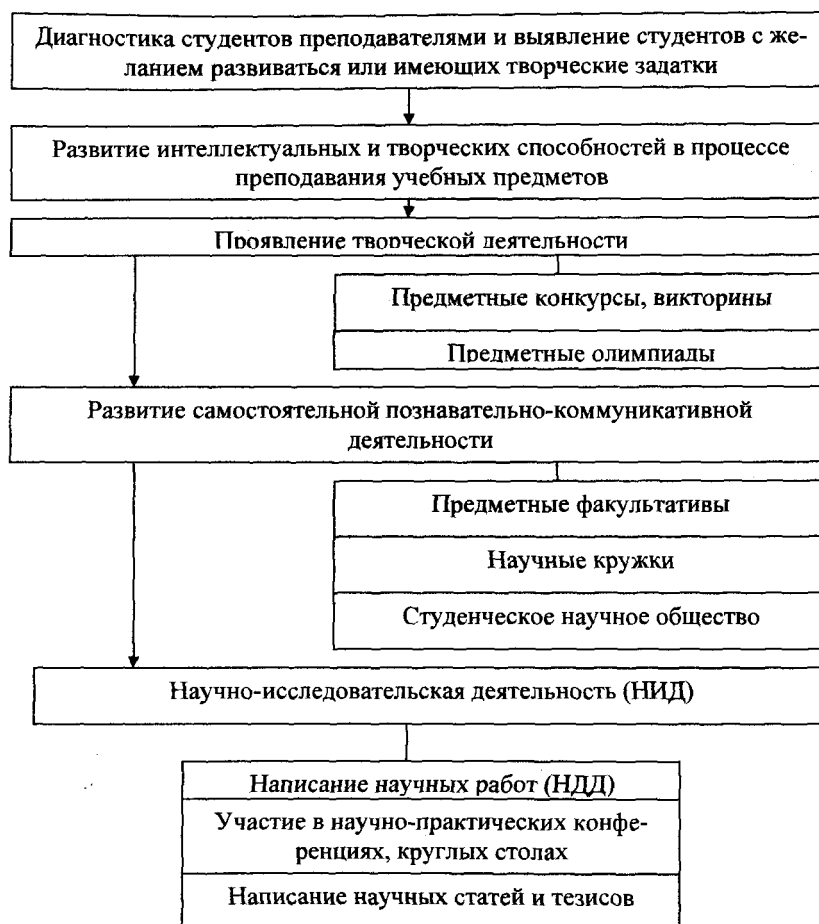 Диагностика студентов преподавателями и выявление студентов с же-
ланием развиваться или имеющих творческие задатки
Развитие интеллектуальных и творческих способностей в процессе
преподавания учебных предметов
Проявление творческой деятельности
Предметные конкурсы, викторины
Предметные олимпиады
Развитие самостоятельной познавательно-коммуникативной
деятельности
Предметные факультативы
Научные кружки
Студенческое научное общество
Научно-исследовательская деятельность (НИД)
Написание научных работ (НДД)
Участие в научно-практических конфе-
ренциях, круглых столах
Написание научных статей и тезисов